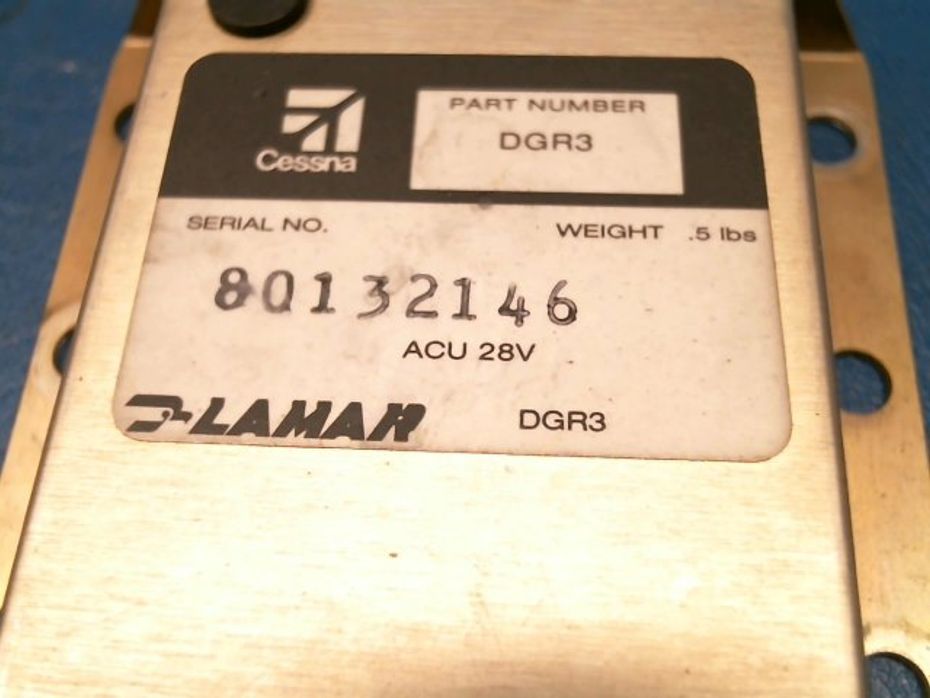 Cessna
PART NUMBER
DGR3
SERIAL NO.
WEIGHT .5 lbs
80132146
ACU 28V
LAMAR
DGR3